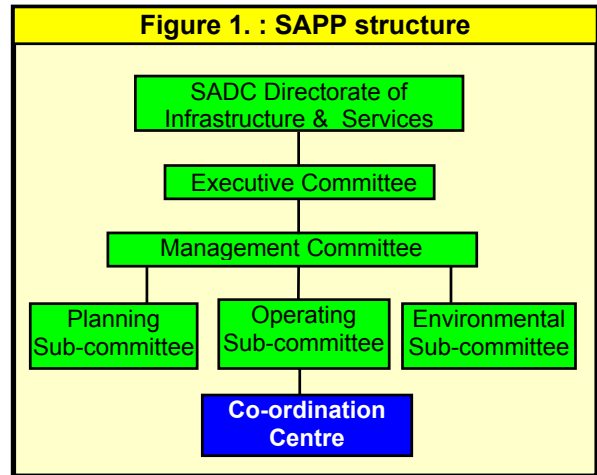 Figure 1. : SAPP structure
SADC Directorate of
Infrastructure & Services
Executive Committee
Management Committee
Planning
Sub-committee
Operating
Sub-committee
Environmental
Sub-committee
Co-ordination
Centre